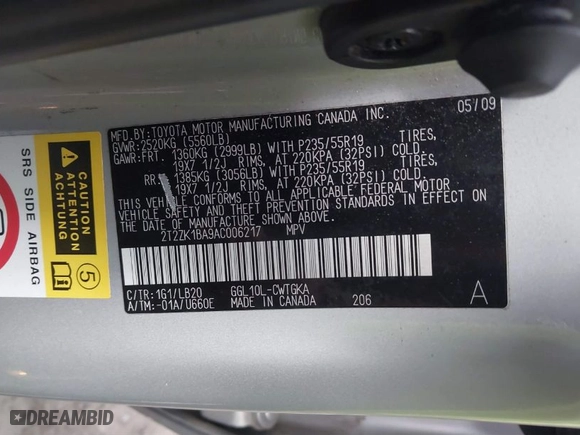 MFD.BY:TOYOTA MOTOR MANUFACTURING CANADA INC. 05/09
GVWR:2520KG (5560LB)
GAWR:FRT. 1360KG (2999LB) WITH P235/55R19 TIRES,
19X7 1/2J RIMS, AT 220KPA (32PSI) COLD.
RR. 1385KG (3056LB) WITH P235/55R19 TIRES,
19X7 1/2J RIMS, AT 220KPA (32PSI) COLD.
THIS VEHICLE CONFORMS TO ALL APPLICABLE FEDERAL MOTOR
VEHICLE SAFETY AND THEFT PREVENTION STANDARDS IN EFFECT ON
THE DATE OF MANUFACTURE SHOWN ABOVE.
2T2ZK1BA9AC006217 MPV
C/TR:1G1/LB20 GGL10L-CWTGKA
A/TM:-01A/U660E MADE IN CANADA 206 A
SRS SIDE AIRBAG
CAUTION
ATTENTION
ACHTUNG
5
DREAMBID